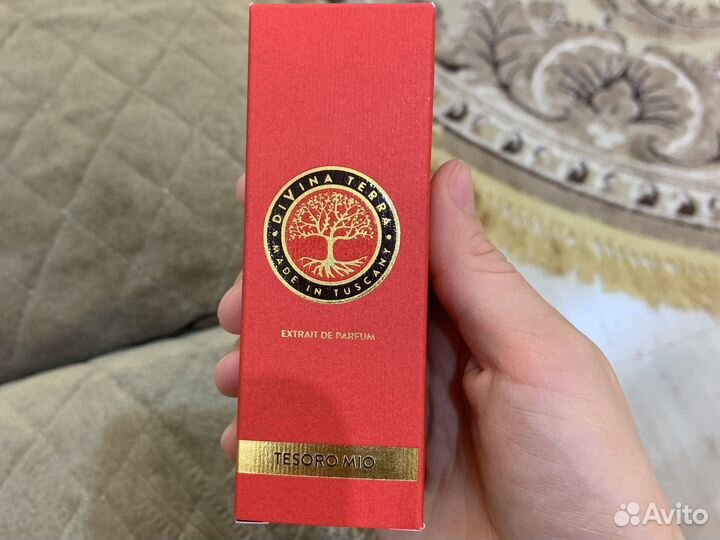 DIVINA TERRA
MADE IN TUSCANY
EXTRAIT DE PARFUM
TESORO MIO
Avito